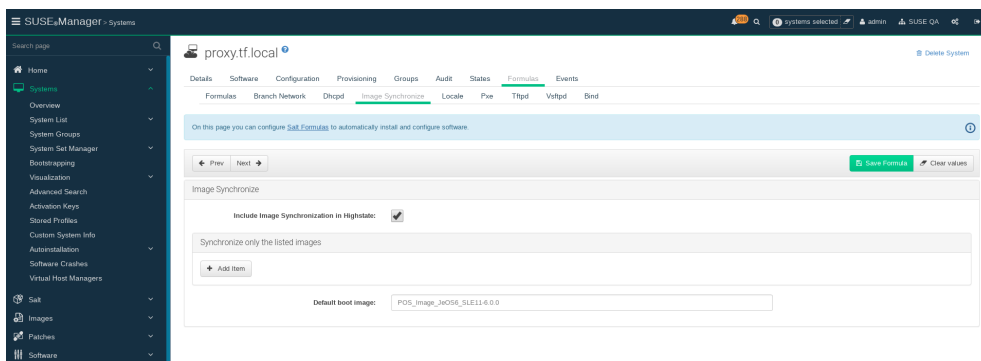 SUSE®Manager > Systems
systems selected
admin
SUSE QA
Search page
Home
Systems
Overview
System List
System Groups
System Set Manager
Bootstrapping
Visualization
Advanced Search
Activation Keys
Stored Profiles
Custom System Info
Autoinstallation
Software Crashes
Virtual Host Managers
Salt
Images
Patches
Software
proxy.tf.local
Delete System
Details Software Configuration Provisioning Groups Audit States Formulas Events
Formulas Branch Network Dhcpd Image Synchronize Locale Pxe Tftpd Vsftpd Bind
On this page you can configure Salt Formulas to automatically install and configure software.
Prev Next
Save Formula Clear values
Image Synchronize
Include Image Synchronization in Highstate:
Synchronize only the listed images
+ Add Item
Default boot image: POS_Image_JeOS6_SLE11-6.0.0